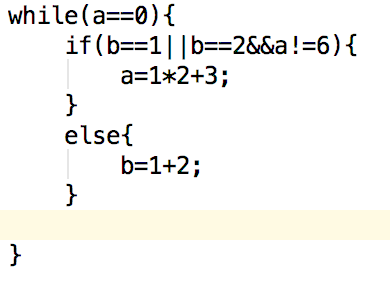 while(a==0){
    if(b==1||b==2&&a!=6){
        a=1*2+3;
    }
    else{
        b=1+2;
    }
}